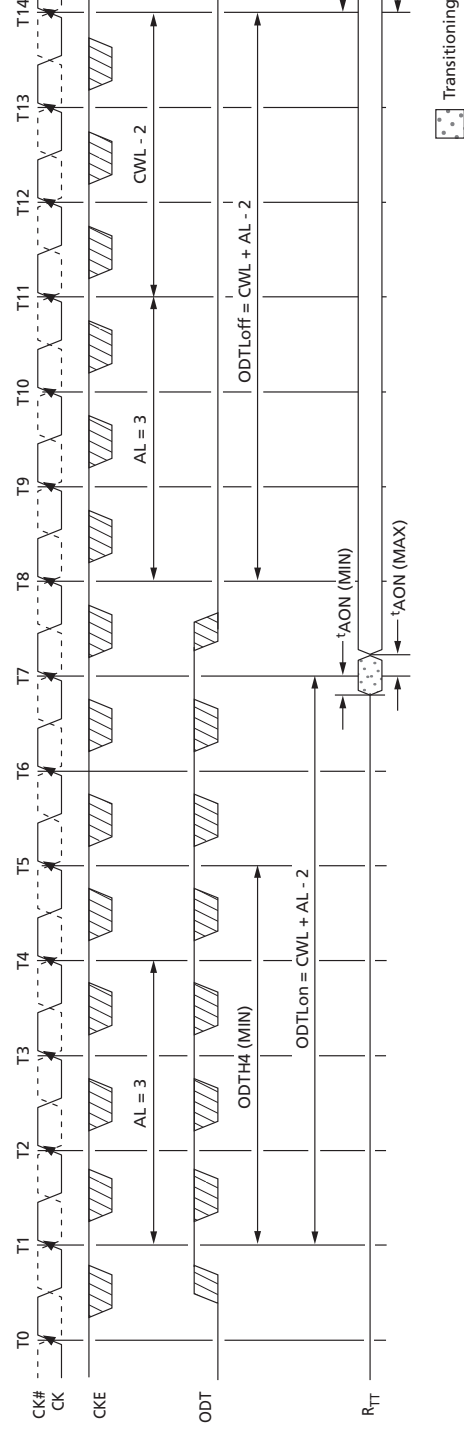 T0 T1 T2 T3 T4 T5 T6 T7 T8 T9 T10 T11 T12 T13 T14
CK#
CK
CKE
AL = 3
AL = 3
CWL - 2
ODT
ODTH4 (MIN)
ODTLoff = CWL + AL - 2
ODTLon = CWL + AL - 2
tAON (MIN)
RTT
tAON (MAX)
Transitioning